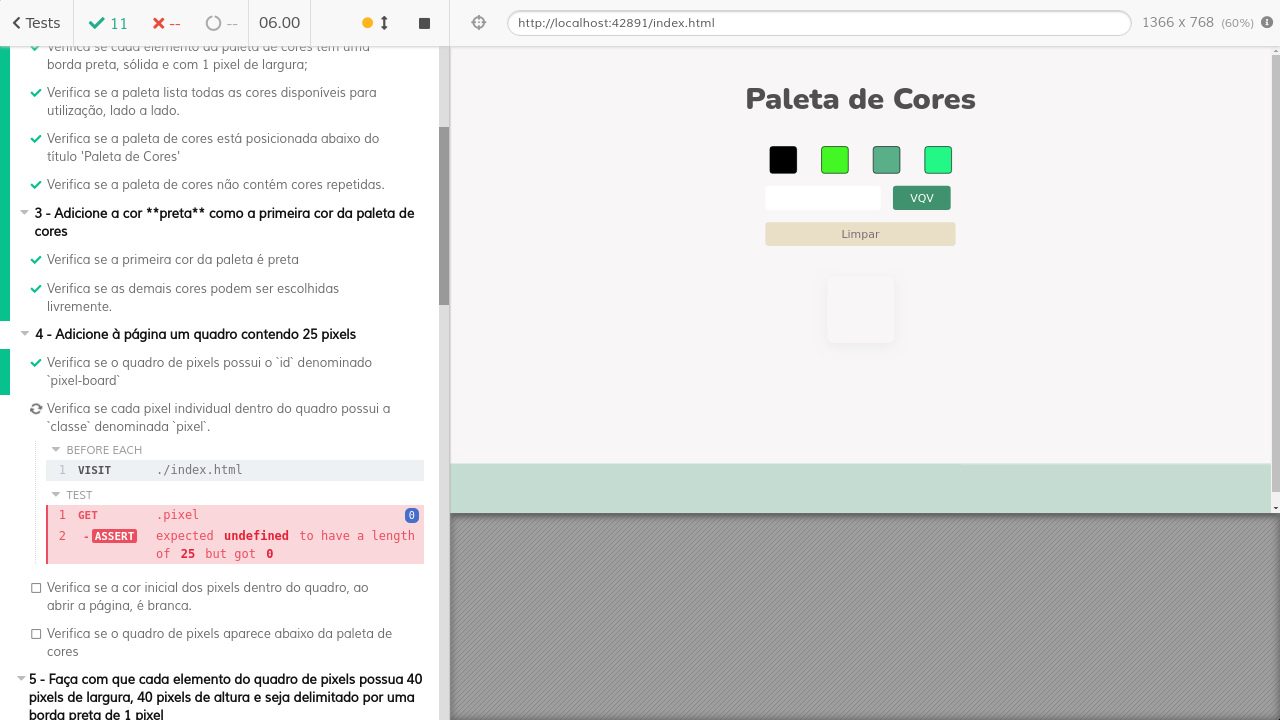 Tests
11
--
--
06.00
http://localhost:42891/index.html
1366 x 768 (60%)
Verifica se cada elemento da paleta de cores tem uma
borda preta, sólida e com 1 pixel de largura;
Verifica se a paleta lista todas as cores disponíveis para
utilização, lado a lado.
Verifica se a paleta de cores está posicionada abaixo do
título 'Paleta de Cores'
Verifica se a paleta de cores não contém cores repetidas.
3 - Adicione a cor **preta** como a primeira cor da paleta de
cores
Verifica se a primeira cor da paleta é preta
Verifica se as demais cores podem ser escolhidas
livremente.
4 - Adicione à página um quadro contendo 25 pixels
Verifica se o quadro de pixels possui o `id` denominado
`pixel-board`
Verifica se cada pixel individual dentro do quadro possui a
`classe` denominada `pixel`.
BEFORE EACH
1 VISIT ./index.html
TEST
1 GET .pixel 0
2 -ASSERT expected undefined to have a length
of 25 but got 0
Verifica se a cor inicial dos pixels dentro do quadro, ao
abrir a página, é branca.
Verifica se o quadro de pixels aparece abaixo da paleta de
cores
5 - Faça com que cada elemento do quadro de pixels possua 40
pixels de largura, 40 pixels de altura e seja delimitado por uma
borda preta de 1 pixel
Paleta de Cores
VQV
Limpar